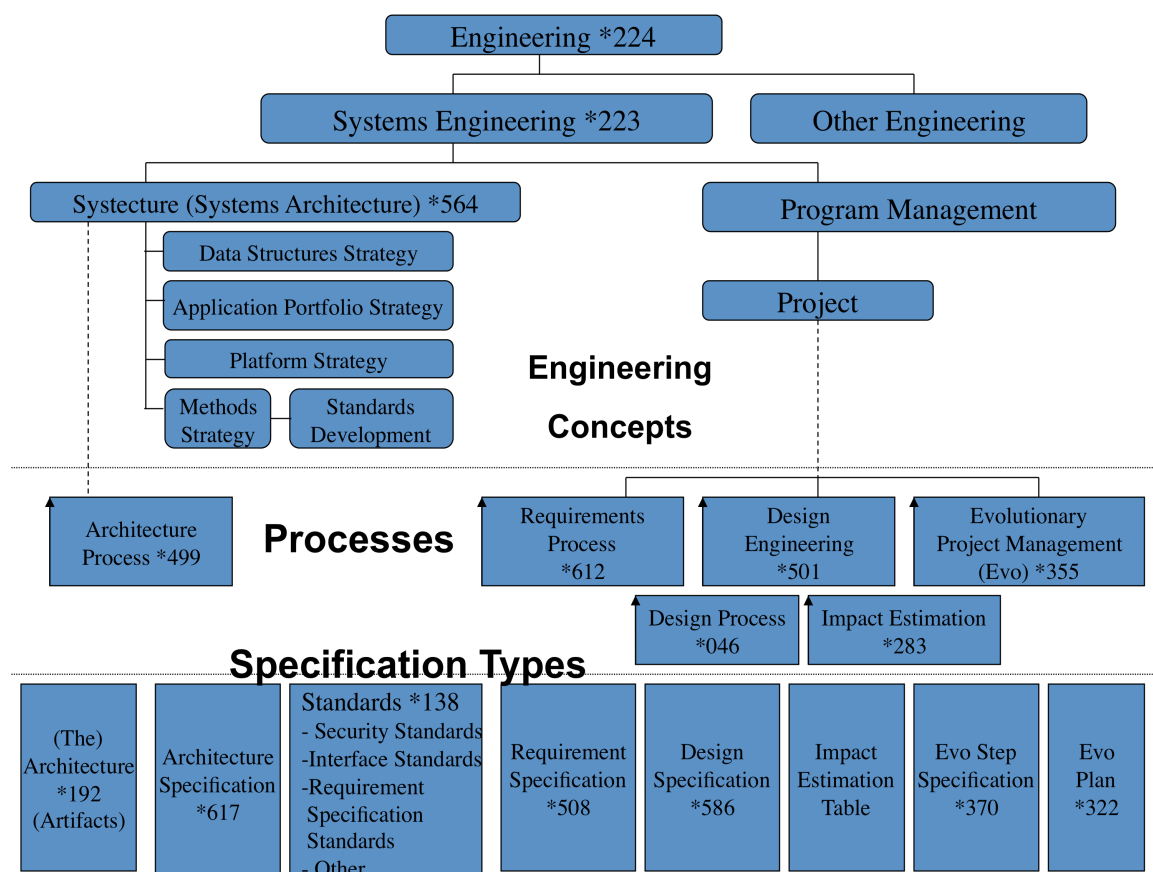 Engineering *224
Systems Engineering *223
Other Engineering
Systecture (Systems Architecture) *564
Program Management
Data Structures Strategy
Application Portfolio Strategy
Project
Platform Strategy
Methods
Strategy
Standards
Development
Engineering
Concepts
Architecture
Process *499
Processes
Requirements
Process
*612
Design
Engineering
*501
Evolutionary
Project Management
(Evo) *355
Design Process
*046
Impact Estimation
*283
Specification Types
(The)
Architecture
*192
(Artifacts)
Architecture
Specification
*617
Standards *138
- Security Standards
-Interface Standards
-Requirement
Specification
Standards
- Other
Requirement
Specification
*508
Design
Specification
*586
Impact
Estimation
Table
Evo Step
Specification
*370
Evo
Plan
*322